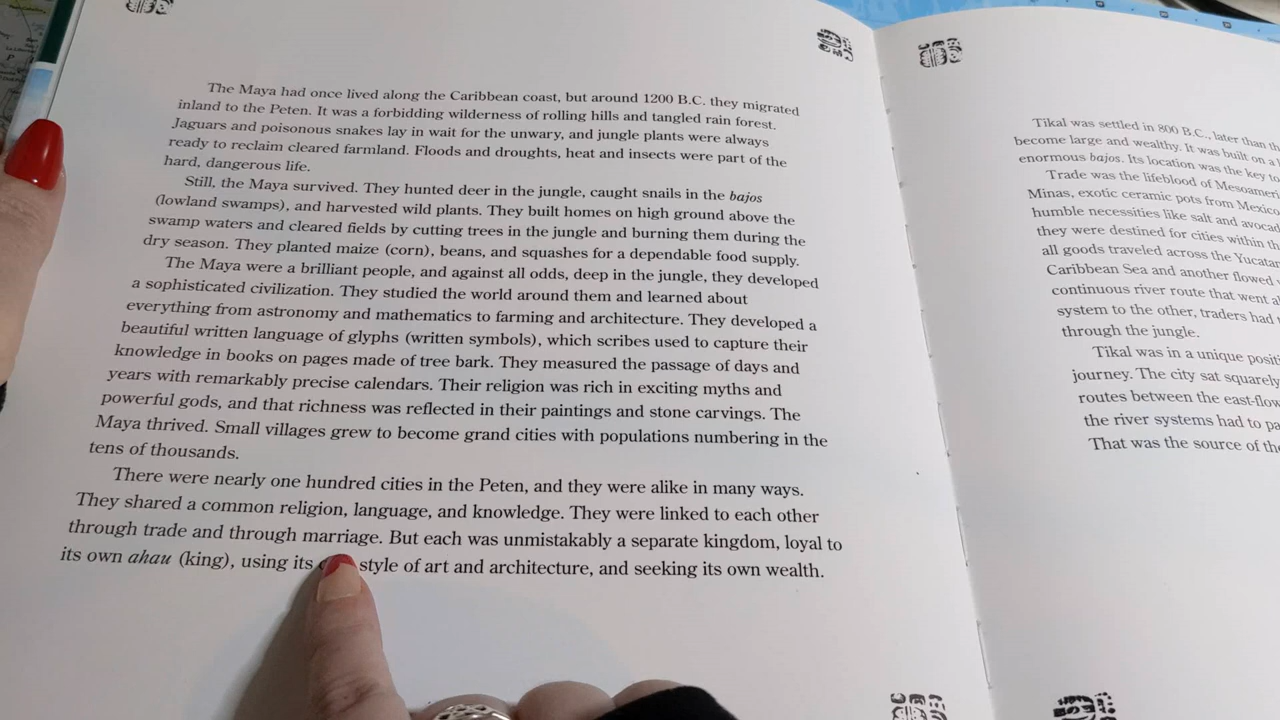 The Maya had once lived along the Caribbean coast, but around 1200 B.C. they migrated
inland to the Peten. It was a forbidding wilderness of rolling hills and tangled rain forest.
Jaguars and poisonous snakes lay in wait for the unwary, and jungle plants were always
ready to reclaim cleared farmland. Floods and droughts, heat and insects were part of the
hard, dangerous life.
Still, the Maya survived. They hunted deer in the jungle, caught snails in the bajos
(lowland swamps), and harvested wild plants. They built homes on high ground above the
swamp waters and cleared fields by cutting trees in the jungle and burning them during the
dry season. They planted maize (corn), beans, and squashes for a dependable food supply.
The Maya were a brilliant people, and against all odds, deep in the jungle, they developed
a sophisticated civilization. They studied the world around them and learned about
everything from astronomy and mathematics to farming and architecture. They developed a
beautiful written language of glyphs (written symbols), which scribes used to capture their
knowledge in books on pages made of tree bark. They measured the passage of days and
years with remarkably precise calendars. Their religion was rich in exciting myths and
powerful gods, and that richness was reflected in their paintings and stone carvings. The
Maya thrived. Small villages grew to become grand cities with populations numbering in the
tens of thousands.
There were nearly one hundred cities in the Peten, and they were alike in many ways.
They shared a common religion, language, and knowledge. They were linked to each other
through trade and through marriage. But each was unmistakably a separate kingdom, loyal to
its own ahau (king), using its style of art and architecture, and seeking its own wealth.
Tikal was settled in 800 B.C., later than
become large and wealthy. It was built on a
enormous bajos. Its location was the key to
Trade was the lifeblood of
Minas, exotic ceramic pots from Mexico
humble necessities like salt and
they were destined for cities within
all goods traveled across the
Caribbean Sea and another flowed
continuous river route that went
system to the other, traders had
through the jungle.
Tikal was in a unique
journey. The city sat squarely
routes between the
the river systems had to
That was the source of